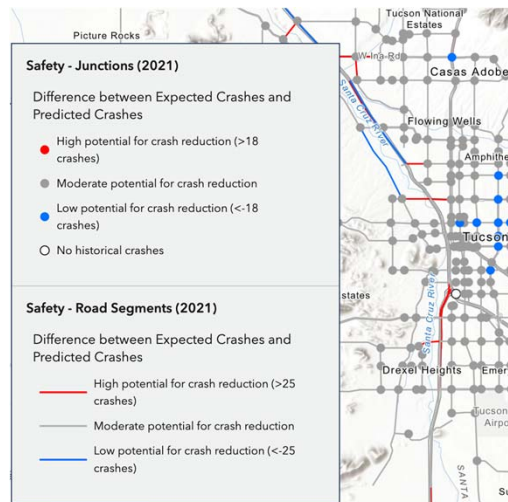 Tucson National
Estates
Picture Rocks
W-Ina-Rd
Casas Adobe
Santa Cruz River
Flowing Wells
Amphithe
Tucson
states
Santa Cruz River
Drexel Heights
Emer
Tucson
Airpo
SANTA
Su
Safety - Junctions (2021)
Difference between Expected Crashes and
Predicted Crashes
High potential for crash reduction (>18
crashes)
Moderate potential for crash reduction
Low potential for crash reduction (<-18
crashes)
No historical crashes
Safety - Road Segments (2021)
Difference between Expected Crashes and
Predicted Crashes
High potential for crash reduction (>25
crashes)
Moderate potential for crash reduction
Low potential for crash reduction (<-25
crashes)